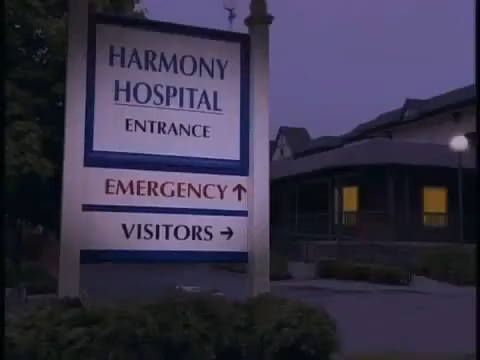 HARMONY
HOSPITAL
ENTRANCE
EMERGENCY ↑
VISITORS →